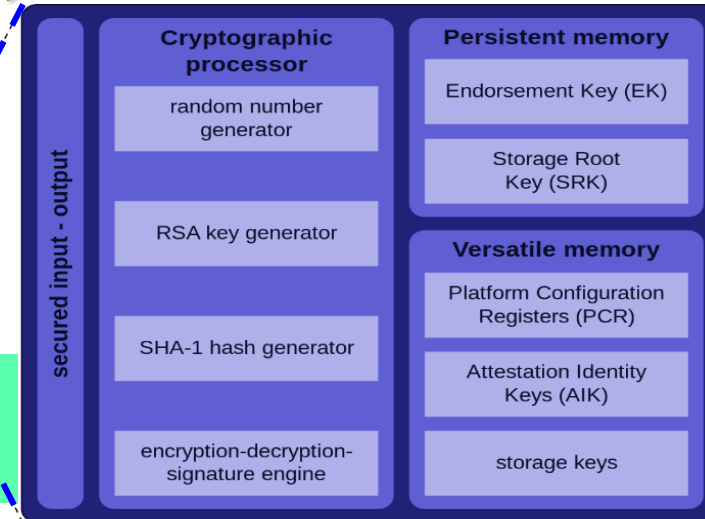 secured input - output
Cryptographic
processor
random number
generator
RSA key generator
SHA-1 hash generator
encryption-decryption-
signature engine
Persistent memory
Endorsement Key (EK)
Storage Root
Key (SRK)
Versatile memory
Platform Configuration
Registers (PCR)
Attestation Identity
Keys (AIK)
storage keys